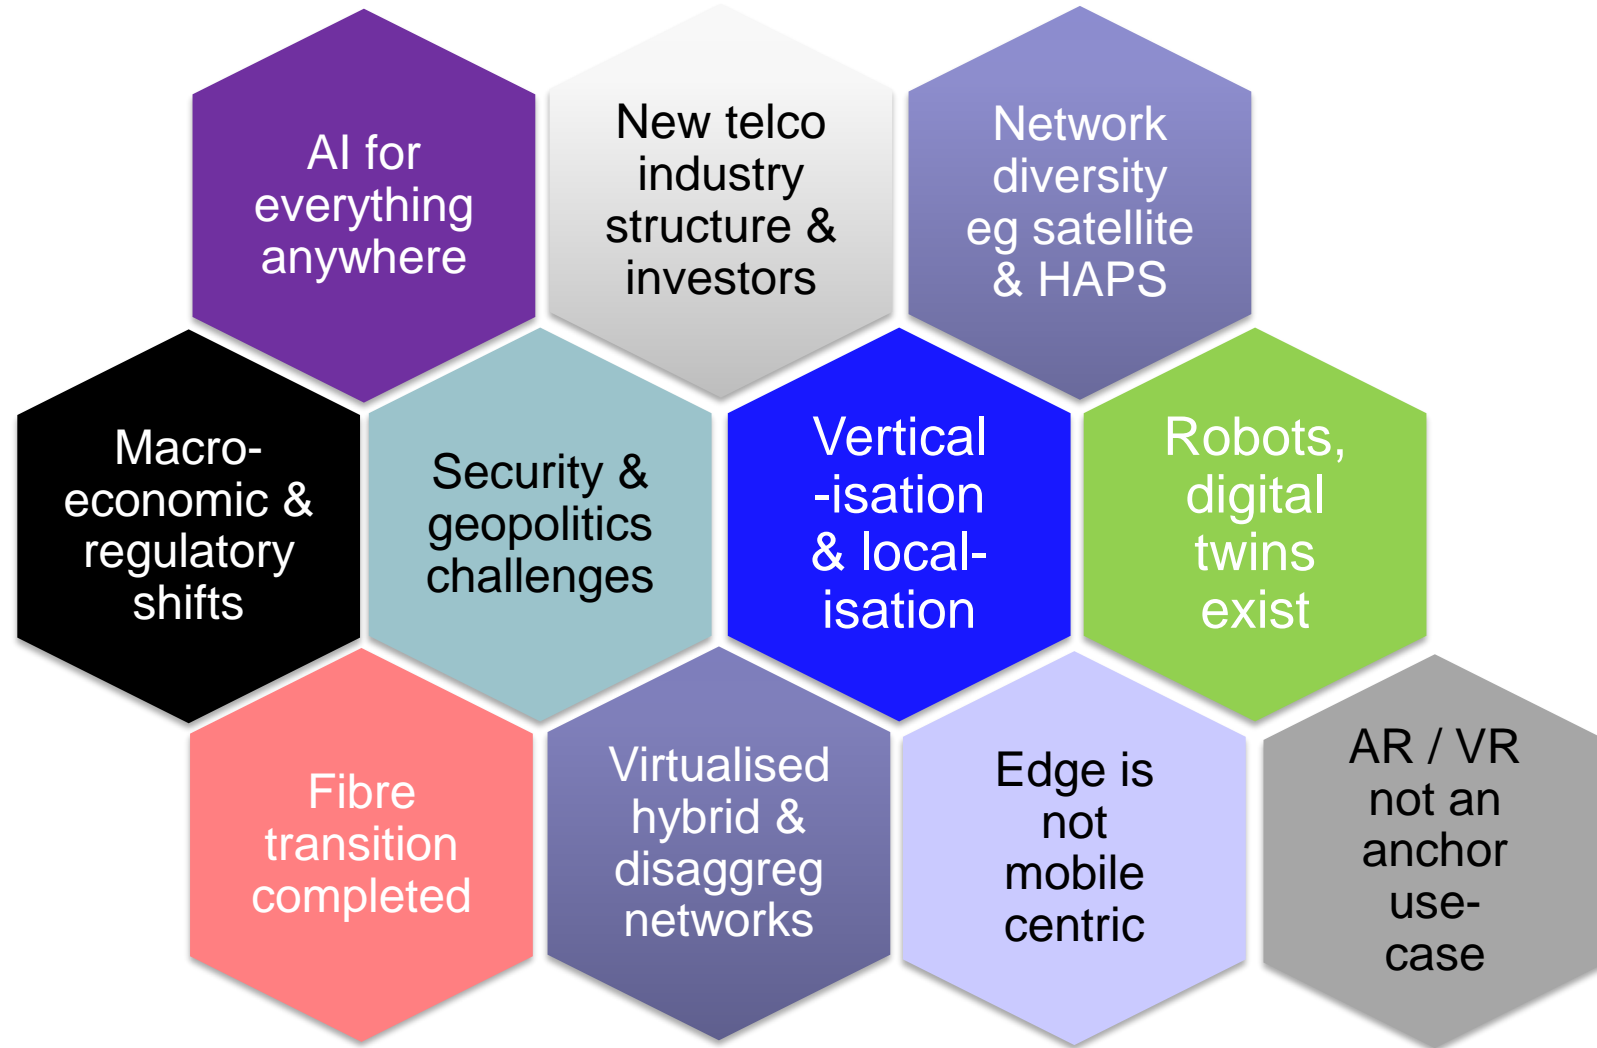 AI for
everything
anywhere
New telco
industry
structure &
investors
Network
diversity
eg satellite
& HAPS
Macro-
economic &
regulatory
shifts
Security &
geopolitics
challenges
Vertical
-isation
& local-
isation
Robots,
digital
twins
exist
Fibre
transition
completed
Virtualised
hybrid &
disaggreg
networks
Edge is
not
mobile
centric
AR / VR
not an
anchor
use-
case